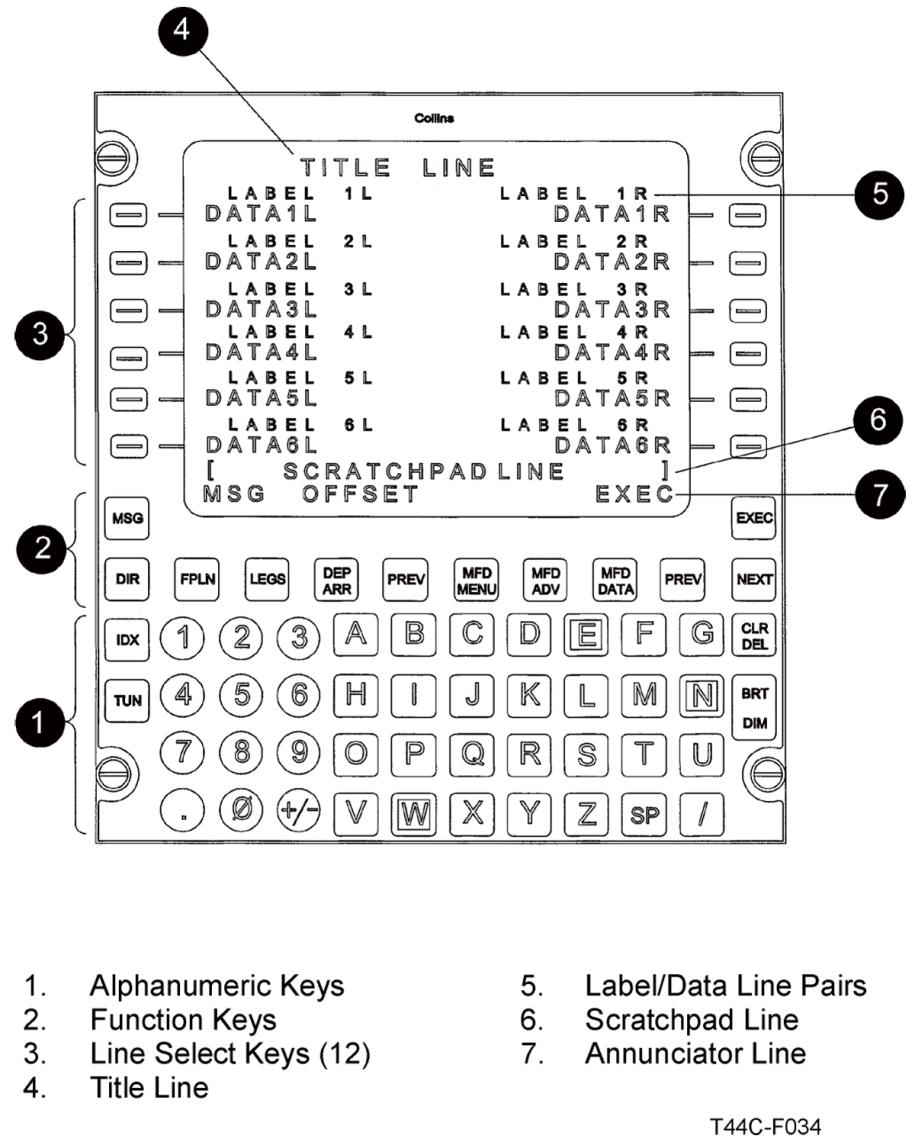 4
Collins
TITLE LINE
LABEL 1L LABEL 1R
5
DATA1L DATA1R
LABEL 2L LABEL 2R
DATA2L DATA2R
LABEL 3L LABEL 3R
DATA3L DATA3R
3
LABEL 4L LABEL 4R
DATA4L DATA4R
LABEL 5L LABEL 5R
DATA5L DATA5R
LABEL 6L LABEL 6R
DATA6L DATA6R
6
[ SCRATCHPAD LINE ]
MSG OFFSET EXEC
7
MSG EXEC
2
DIR FPLN LEGS DEP ARR PREV MFD MENU MFD ADV MFD DATA PREV NEXT
IDX 1 2 3 A B C D E F G CLR DEL
TUN 4 5 6 H I J K L M N BRT DIM
1
7 8 9 O P Q R S T U
. Ø +/- V W X Y Z SP /
1. Alphanumeric Keys
2. Function Keys
3. Line Select Keys (12)
4. Title Line
5. Label/Data Line Pairs
6. Scratchpad Line
7. Annunciator Line
T44C-F034